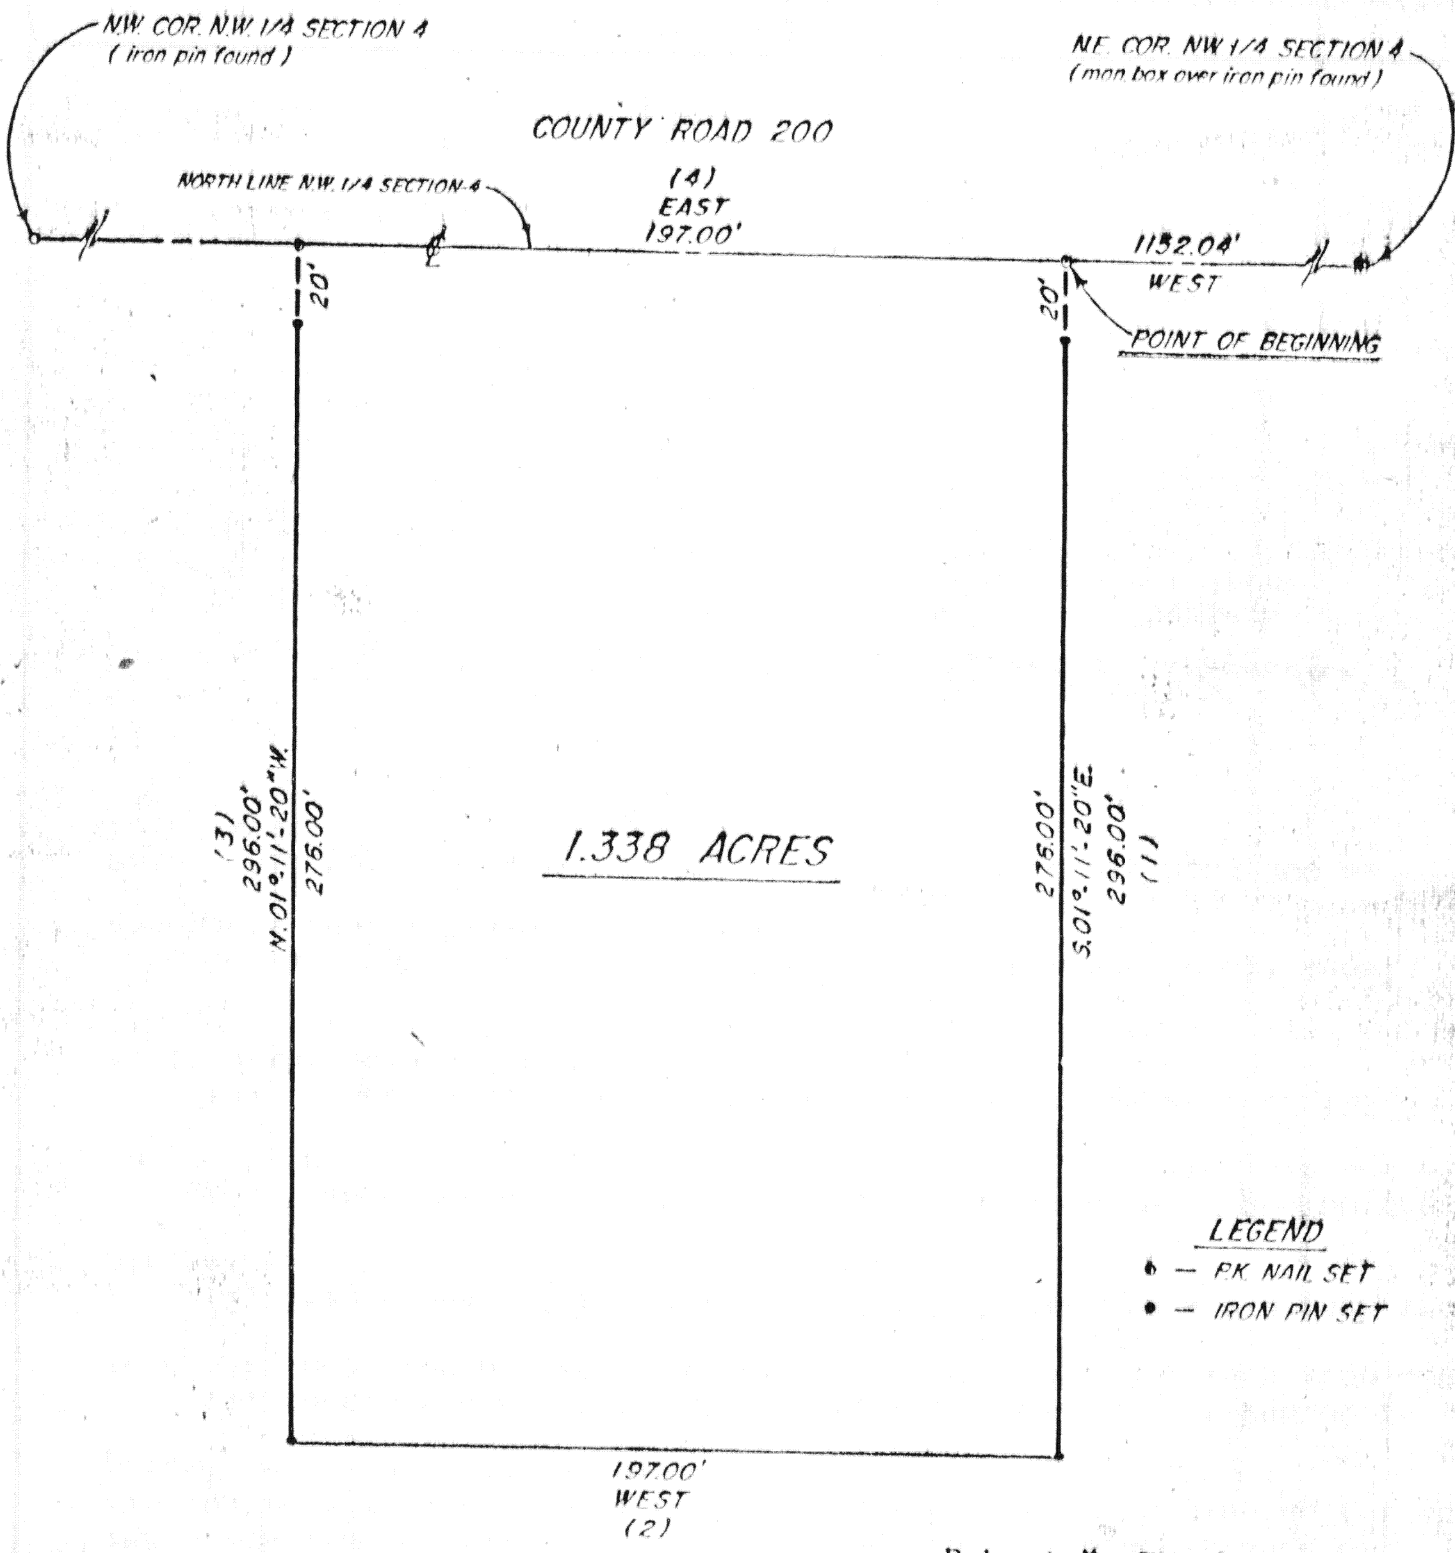 N.W. COR. N.W. 1/4 SECTION 4
(iron pin found)
N.E. COR. NW 1/4 SECTION 4
(mon. box over iron pin found)
COUNTY ROAD 200
NORTH LINE N.W. 1/4 SECTION 4
(4)
EAST
197.00'
1152.04'
WEST
20'
20'
POINT OF BEGINNING
(3)
296.00'
N.01°-11'-20"W.
276.00'
1.338 ACRES
276.00'
S.01°-11'-20"E.
296.00'
(1)
LEGEND
— P.K. NAIL SET
— IRON PIN SET
197.00'
WEST
(2)